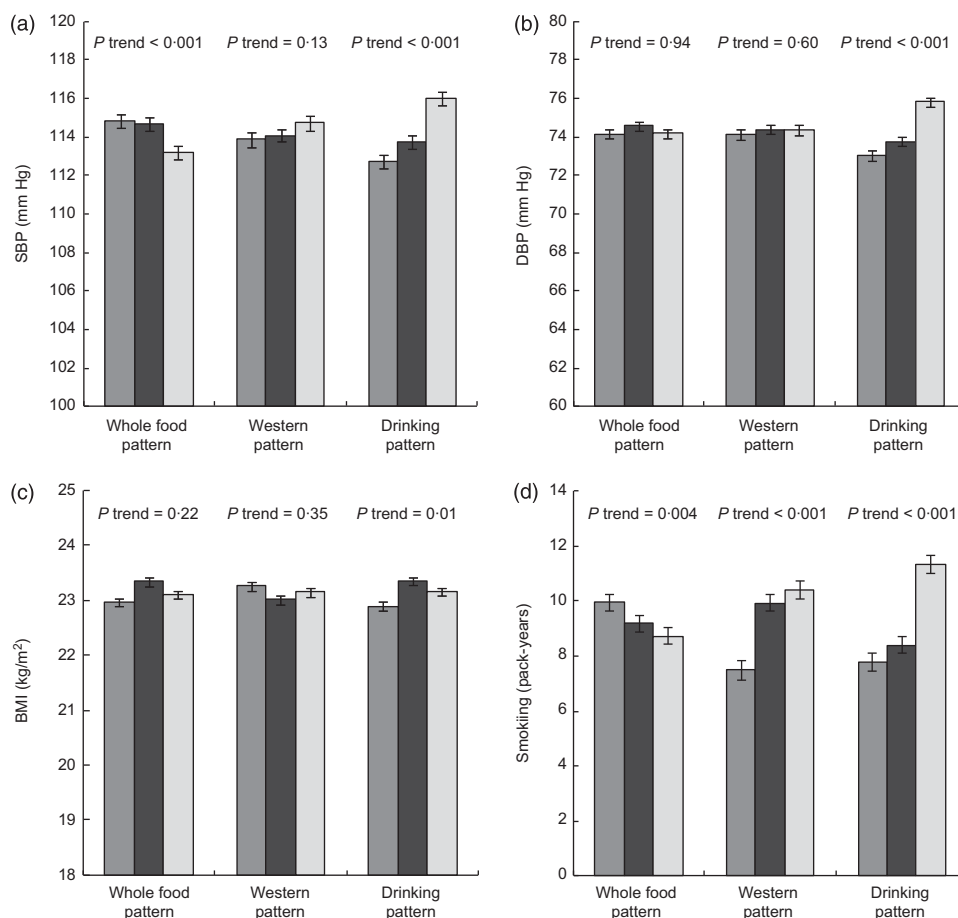 (a)
P trend < 0·001 P trend = 0·13 P trend < 0·001
SBP (mm Hg)
120
118
116
114
112
110
108
106
104
102
100
Whole food pattern
Western pattern
Drinking pattern
(b)
P trend = 0·94 P trend = 0·60 P trend < 0·001
DBP (mm Hg)
80
78
76
74
72
70
68
66
64
62
60
Whole food pattern
Western pattern
Drinking pattern
(c)
P trend = 0·22 P trend = 0·35 P trend = 0·01
BMI (kg/m²)
25
24
23
22
21
20
19
18
Whole food pattern
Western pattern
Drinking pattern
(d)
P trend = 0·004 P trend < 0·001 P trend < 0·001
Smokiing (pack-years)
14
12
10
8
6
4
2
0
Whole food pattern
Western pattern
Drinking pattern